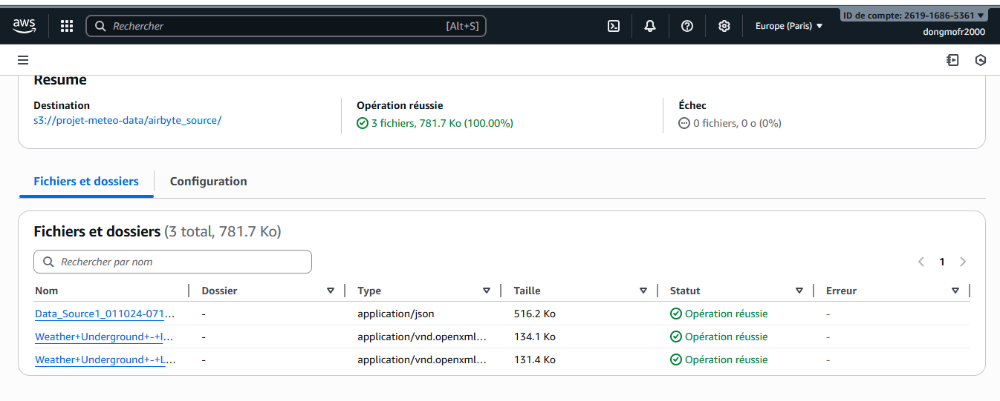 aws Rechercher [Alt+S] Europe (Paris) ID de compte: 2619-1686-5361
dongmofr2000
Résumé
Destination Opération réussie Échec
s3://projet-meteo-data/airbyte_source/ 3 fichiers, 781.7 Ko (100.00%) 0 fichiers, 0 o (0%)
Fichiers et dossiers Configuration
Fichiers et dossiers (3 total, 781.7 Ko)
Rechercher par nom 1
Nom Dossier Type Taille Statut Erreur
Data_Source1_011024-071... - application/json 516.2 Ko Opération réussie -
Weather+Underground+-+I... - application/vnd.openxml... 134.1 Ko Opération réussie -
Weather+Underground+-+L... - application/vnd.openxml... 131.4 Ko Opération réussie -